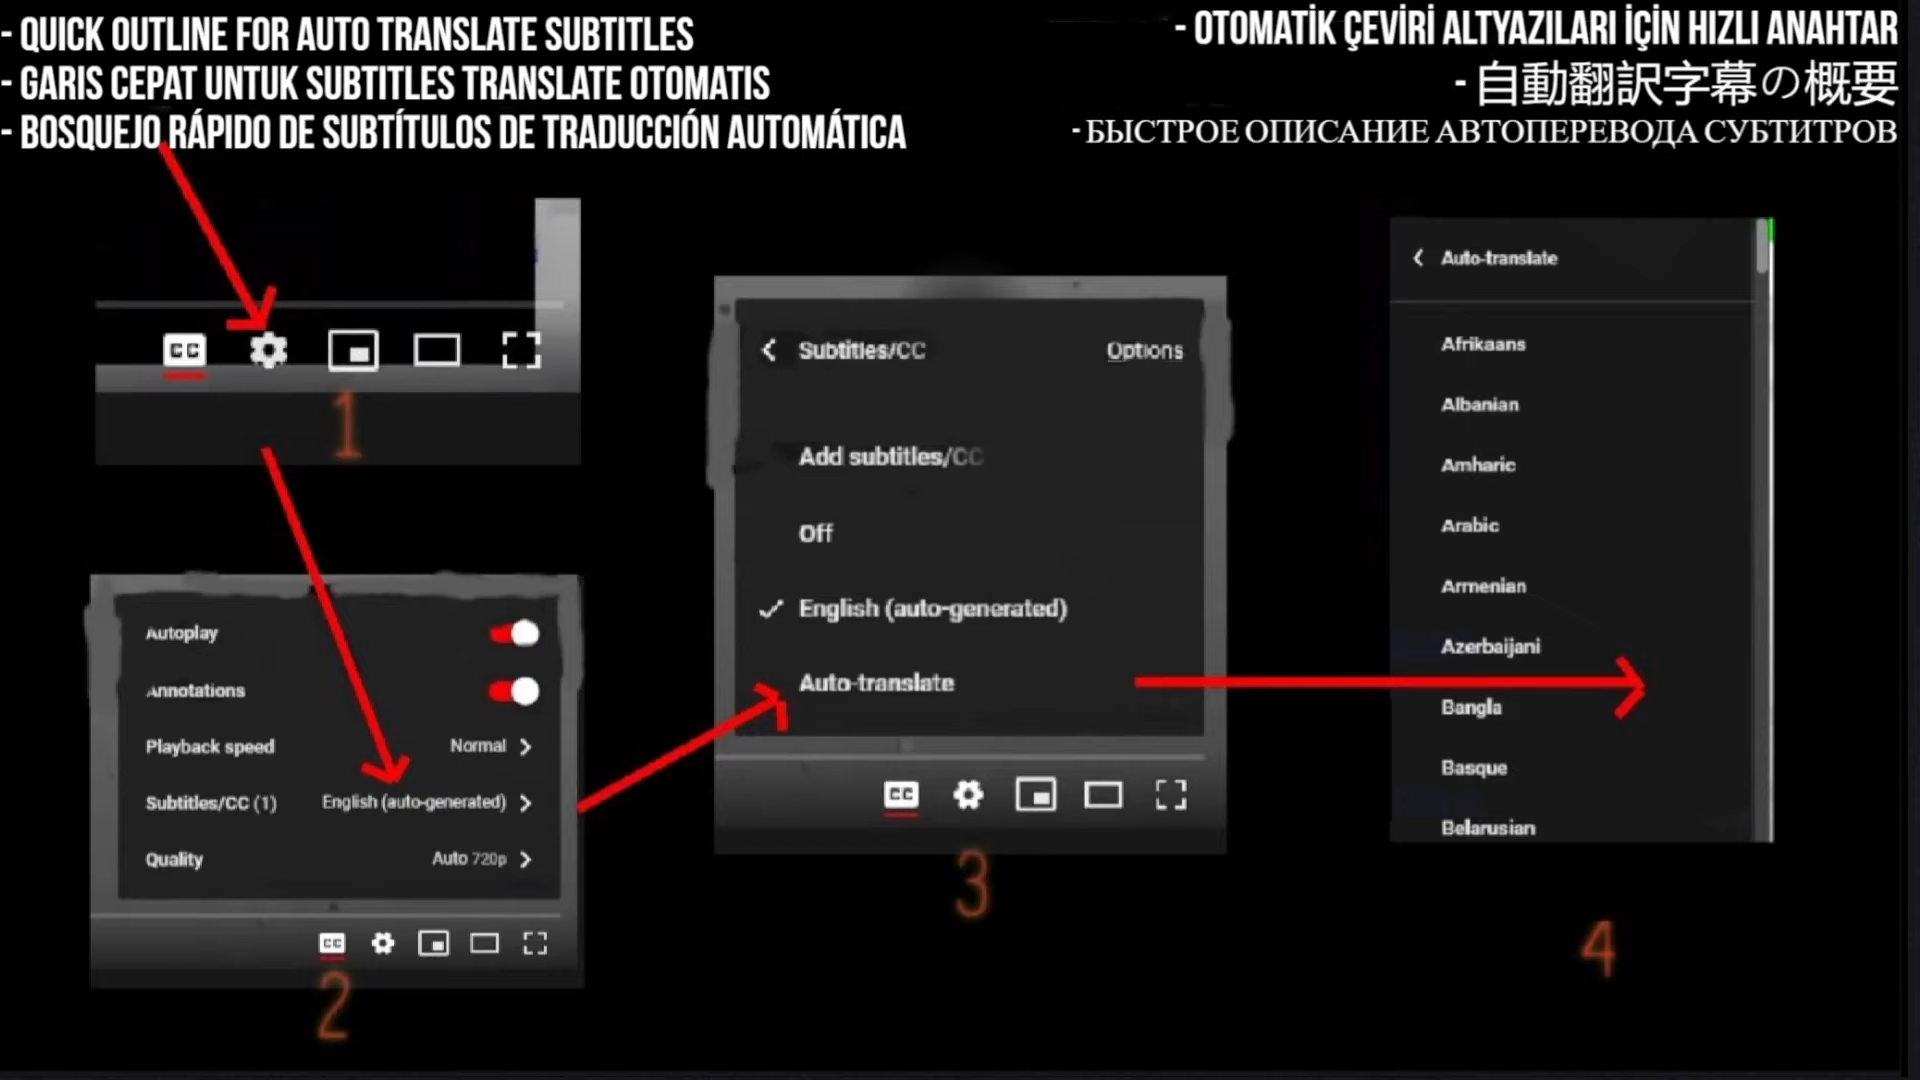 - QUICK OUTLINE FOR AUTO TRANSLATE SUBTITLES
- GARIS CEPAT UNTUK SUBTITLES TRANSLATE OTOMATIS
- BOSQUEJO RÁPIDO DE SUBTÍTULOS DE TRADUCCIÓN AUTOMÁTICA
- OTOMATİK ÇEVİRİ ALTYAZILARI İÇİN HIZLI ANAHTAR
- 自動翻訳字幕の概要
- БЫСТРОЕ ОПИСАНИЕ АВТОПЕРЕВОДА СУБТИТРОВ
CC
1
Autoplay
Annotations
Playback speed Normal
Subtitles/CC (1) English (auto-generated)
Quality Auto 720p
CC
2
Subtitles/CC Options
Add subtitles/CC
Off
English (auto-generated)
Auto-translate
CC
3
Auto-translate
Afrikaans
Albanian
Amharic
Arabic
Armenian
Azerbaijani
Bangla
Basque
Belarusian
4